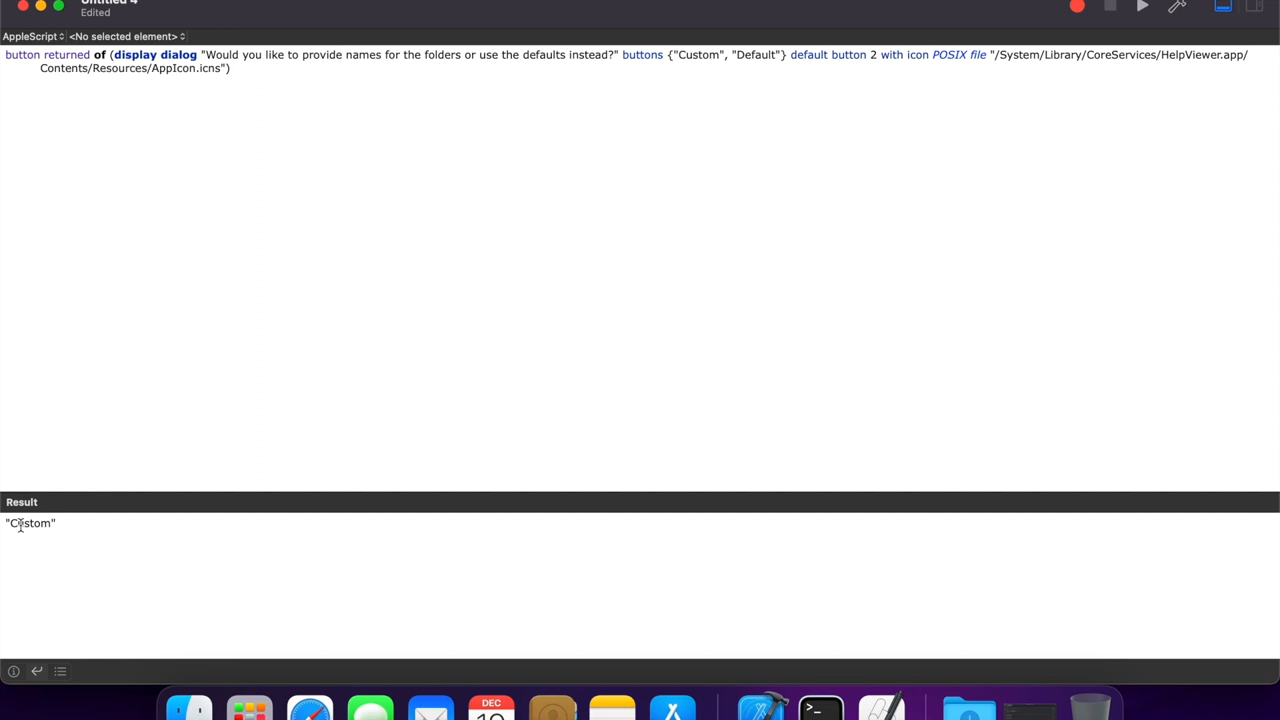 Untitled 4
Edited
AppleScript <No selected element>
button returned of (display dialog "Would you like to provide names for the folders or use the defaults instead?" buttons {"Custom", "Default"} default button 2 with icon POSIX file "/System/Library/CoreServices/HelpViewer.app/
Contents/Resources/AppIcon.icns")
Result
"Custom"
DEC